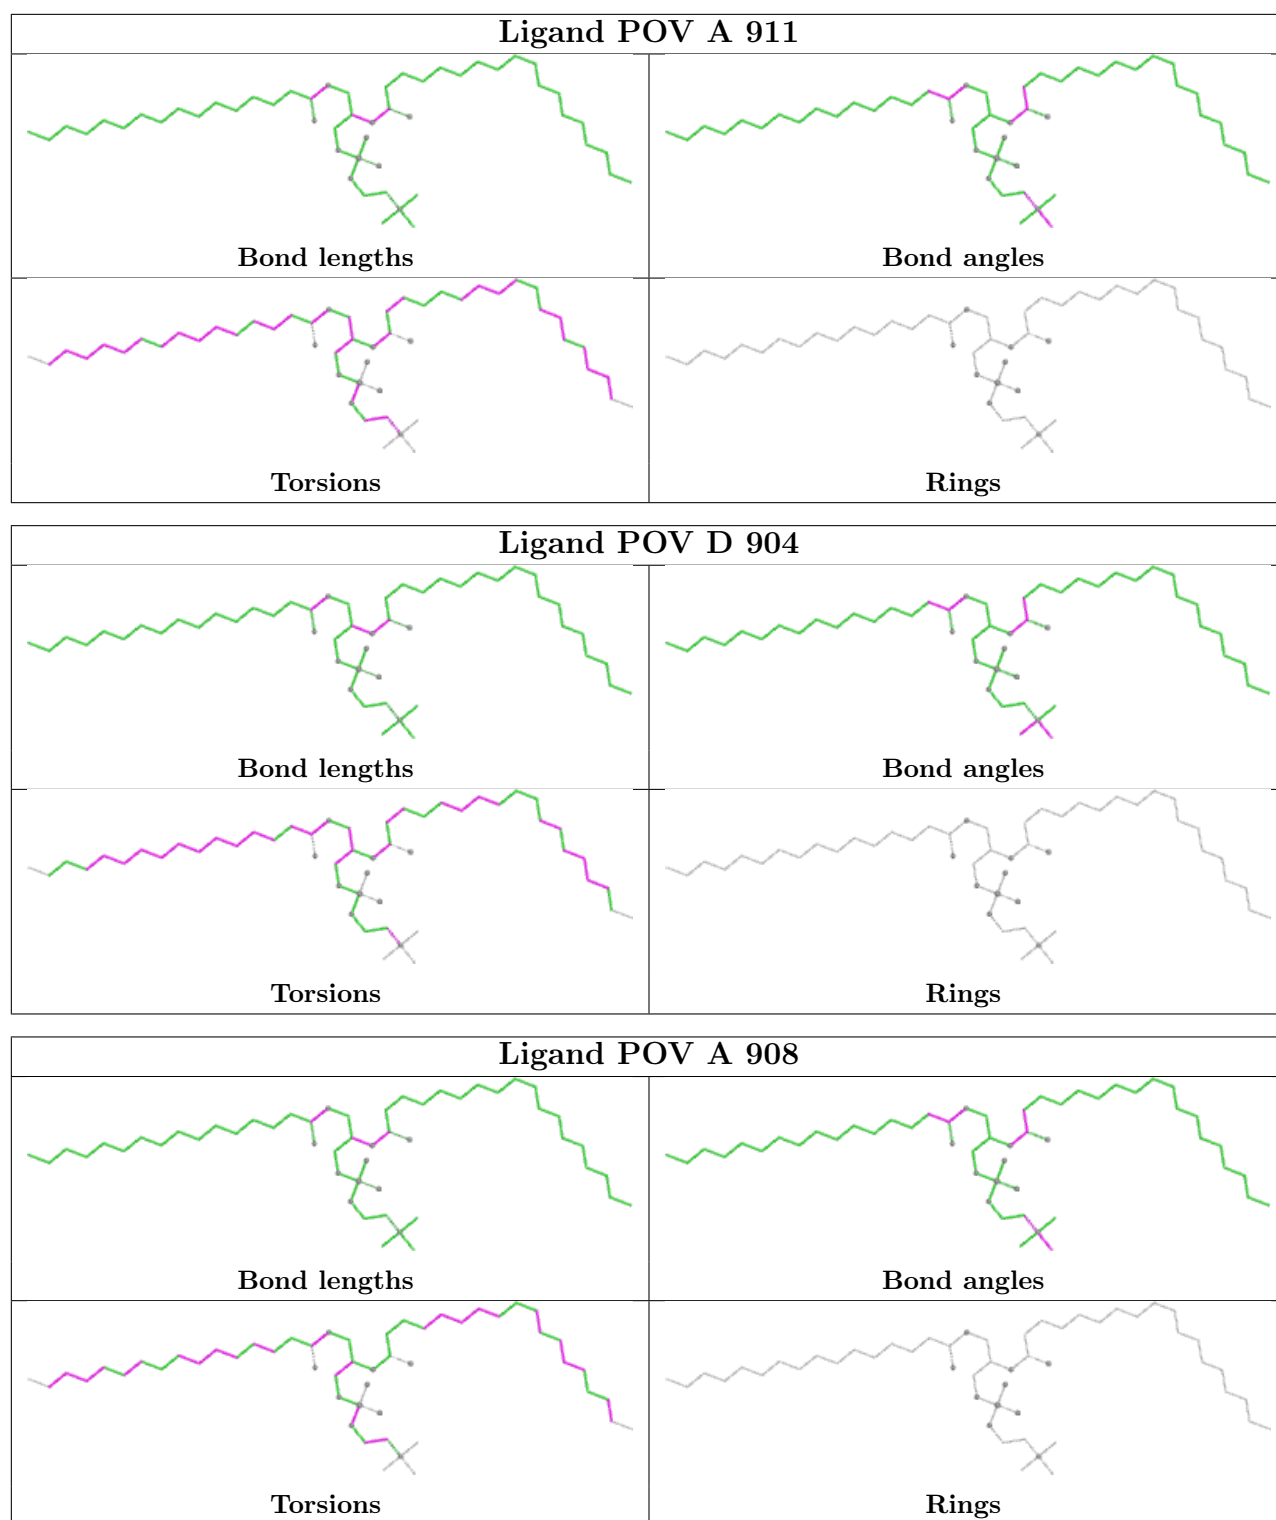 Ligand POV A 911
Bond lengths
Bond angles
Torsions
Rings
Ligand POV D 904
Bond lengths
Bond angles
Torsions
Rings
Ligand POV A 908
Bond lengths
Bond angles
Torsions
Rings